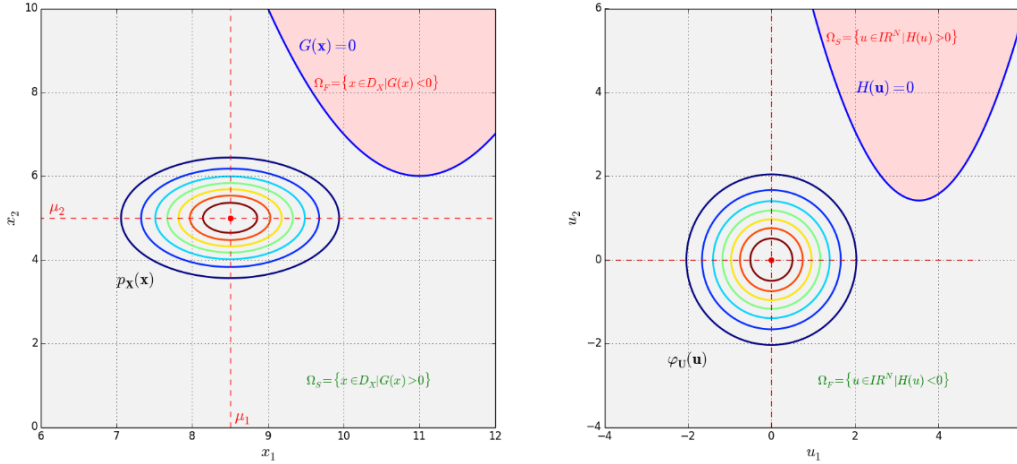 G(x)=0
Ω_F={x∈D_X|G(x)<0}
μ_2
p_X(x)
Ω_S={x∈D_X|G(x)>0}
μ_1
10
8
6
4
2
0
6 7 8 9 10 11 12
x_1
x_2
Ω_S={u∈IR^N|H(u)>0}
H(u)=0
φ_U(u)
Ω_F={u∈IR^N|H(u)<0}
6
4
2
0
−2
−4
−4 −2 0 2 4
u_1
u_2